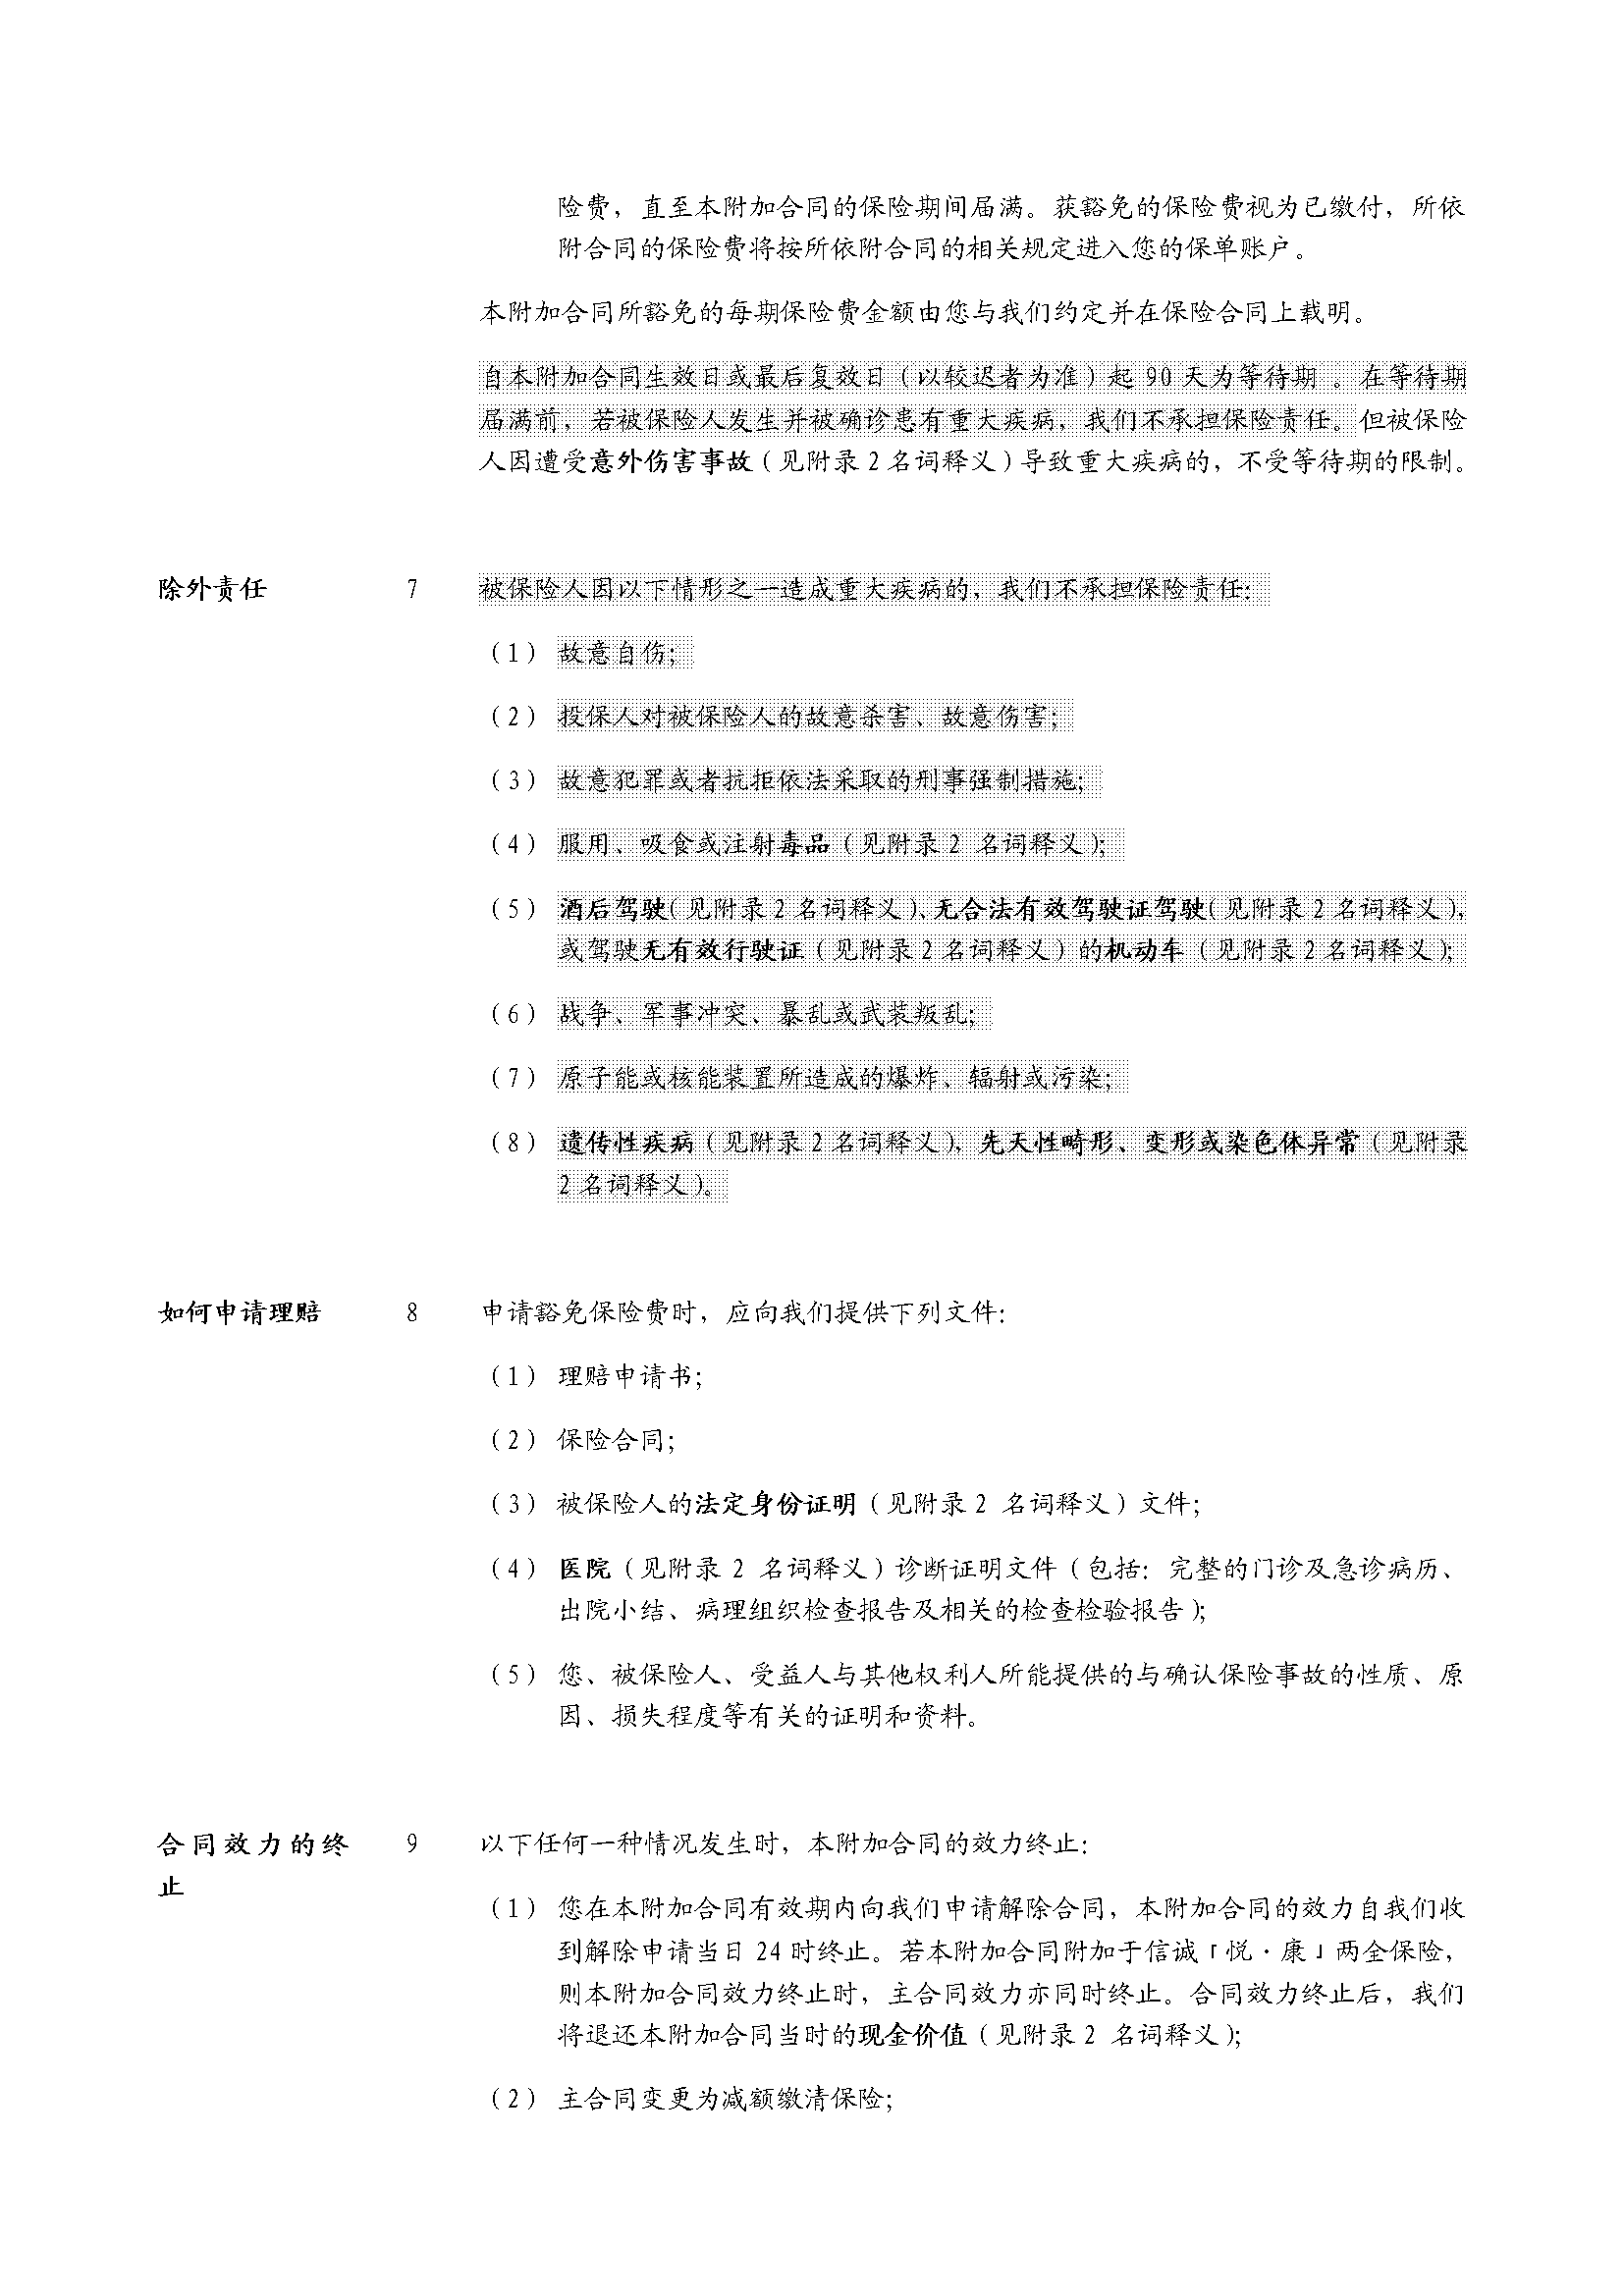 险费，直至本附加合同的保险期间届满。获豁免的保险费视为已缴付，所依
附合同的保险费将按所依附合同的相关规定进入您的保单账户。
本附加合同所豁免的每期保险费金额由您与我们约定并在保险合同上载明。
自本附加合同生效日或最后复效日（以较迟者为准）起 90 天为等待期 。在等待期
届满前，若被保险人发生并被确诊患有重大疾病，我们不承担保险责任。但被保险
人因遭受意外伤害事故（见附录 2 名词释义）导致重大疾病的，不受等待期的限制。
除外责任 7 被保险人因以下情形之一造成重大疾病的，我们不承担保险责任：
（1） 故意自伤；
（2） 投保人对被保险人的故意杀害、故意伤害；
（3） 故意犯罪或者抗拒依法采取的刑事强制措施；
（4） 服用、吸食或注射毒品（见附录 2 名词释义）；
（5） 酒后驾驶（见附录 2 名词释义）、无合法有效驾驶证驾驶（见附录 2 名词释义），
或驾驶无有效行驶证（见附录 2 名词释义）的机动车（见附录 2 名词释义）；
（6） 战争、军事冲突、暴乱或武装叛乱；
（7） 原子能或核能装置所造成的爆炸、辐射或污染；
（8） 遗传性疾病（见附录 2 名词释义），先天性畸形、变形或染色体异常（见附录
2 名词释义）。
如何申请理赔 8 申请豁免保险费时，应向我们提供下列文件：
（1） 理赔申请书；
（2） 保险合同；
（3） 被保险人的法定身份证明（见附录 2 名词释义）文件；
（4） 医院（见附录 2 名词释义）诊断证明文件（包括：完整的门诊及急诊病历、
出院小结、病理组织检查报告及相关的检查检验报告）；
（5） 您、被保险人、受益人与其他权利人所能提供的与确认保险事故的性质、原
因、损失程度等有关的证明和资料。
合同效力的终 9 以下任何一种情况发生时，本附加合同的效力终止：
止
（1） 您在本附加合同有效期内向我们申请解除合同，本附加合同的效力自我们收
到解除申请当日 24 时终止。若本附加合同附加于信诚「悦·康」两全保险，
则本附加合同效力终止时，主合同效力亦同时终止。合同效力终止后，我们
将退还本附加合同当时的现金价值（见附录 2 名词释义）；
（2） 主合同变更为减额缴清保险；